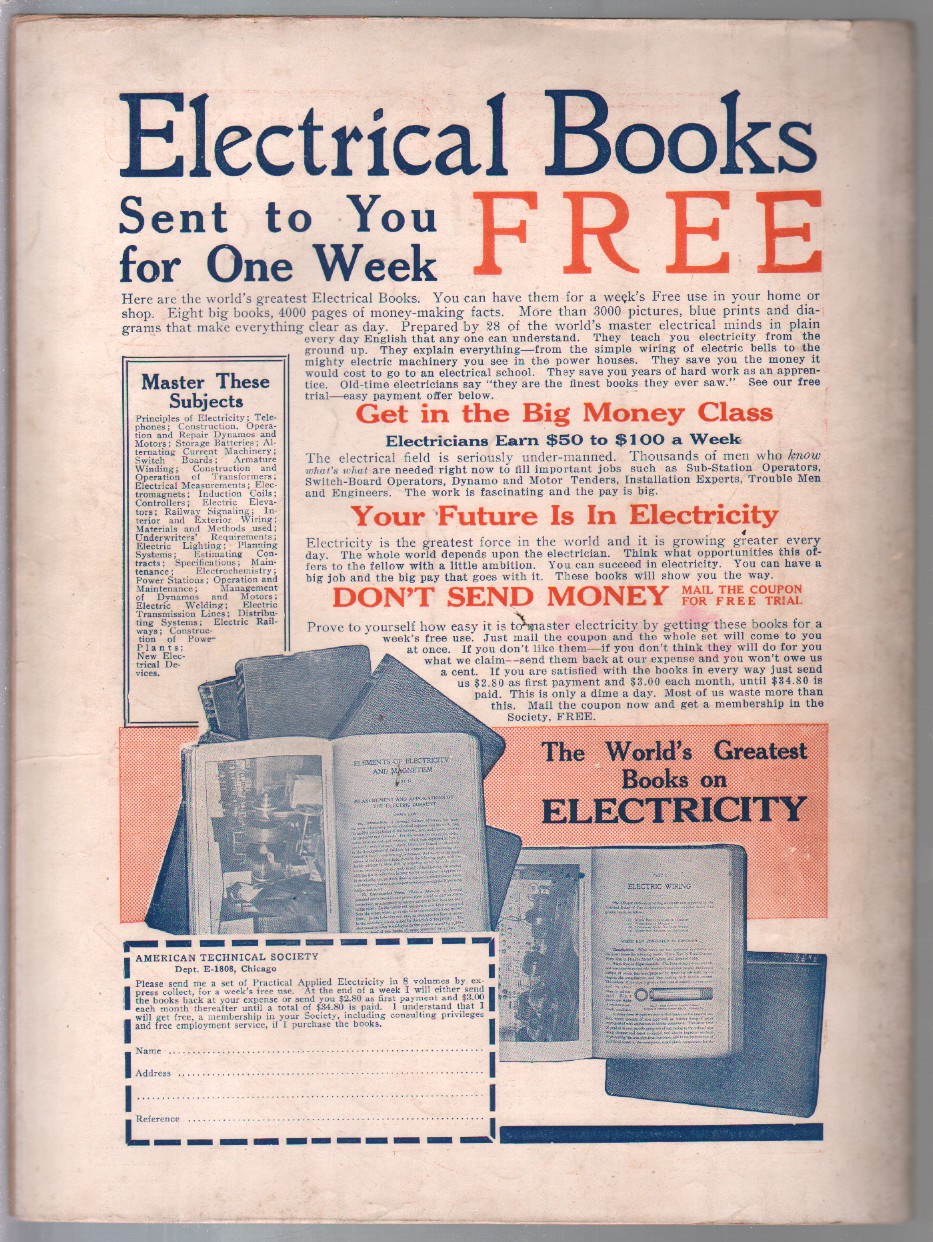 Electrical Books
Sent to You
for One Week
FREE
Here are the world's greatest Electrical Books. You can have them for a week's Free use in your home or
shop. Eight big books, 4000 pages of money-making facts. More than 3000 pictures, blue prints and dia-
grams that make everything clear as day. Prepared by 28 of the world's master electrical minds in plain
every day English that any one can understand. They teach you electricity from the
ground up. They explain everything—from the simple wiring of electric bells to the
mighty electric machinery you see in the power houses. They save you the money it
would cost to go to an electrical school. They save you years of hard work as an appren-
tice. Old-time electricians say "they are the finest books they ever saw." See our free
trial—easy payment offer below.
Master These
Subjects
Principles of Electricity; Tele-
phones; Construction, Opera-
tion and Repair Dynamos and
Motors; Storage Batteries; Al-
ternating Current Machinery;
Switch Boards; Armature
Winding; Construction and
Operation of Transformers;
Electrical Measurements; Elec-
tromagnets; Induction Coils;
Controllers; Electric Eleva-
tors; Railway Signaling; In-
terior and Exterior Wiring;
Materials and Methods used;
Underwriters' Requirements;
Electric Lighting; Planning
Systems; Estimating Con-
tracts; Specifications; Main-
tenance; Electrochemistry;
Power Stations; Operation and
Maintenance; Management
of Dynamos and Motors;
Electric Welding; Electric
Transmission Lines; Distribu-
ting Systems; Electric Rail-
ways; Construc-
tion of Power
Plants;
New Elec-
trical De-
vices.
Get in the Big Money Class
Electricians Earn $50 to $100 a Week
The electrical field is seriously under-manned. Thousands of men who know
what's what are needed right now to fill important jobs such as Sub-Station Operators,
Switch-Board Operators, Dynamo and Motor Tenders, Installation Experts, Trouble Men
and Engineers. The work is fascinating and the pay is big.
Your Future Is In Electricity
Electricity is the greatest force in the world and it is growing greater every
day. The whole world depends upon the electrician. Think what opportunities this of-
fers to the fellow with a little ambition. You can succeed in electricity. You can have a
big job and the big pay that goes with it. These books will show you the way.
DON'T SEND MONEY MAIL THE COUPON
FOR FREE TRIAL
Prove to yourself how easy it is to master electricity by getting these books for a
week's free use. Just mail the coupon and the whole set will come to you
at once. If you don't like them—if you don't think they will do for you
what we claim—send them back at our expense and you won't owe us
a cent. If you are satisfied with the books in every way just send
us $2.80 as first payment and $3.00 each month, until $34.80 is
paid. This is only a dime a day. Most of us waste more than
this. Mail the coupon now and get a membership in the
Society, FREE.
The World's Greatest
Books on
ELECTRICITY
ELEMENTS OF ELECTRICITY
AND MAGNETISM
MEASUREMENT AND APPLICATIONS OF
THE ELECTRIC CURRENT
PART I
ELECTRIC WIRING
AMERICAN TECHNICAL SOCIETY
Dept. E-1808, Chicago
Please send me a set of Practical Applied Electricity in 8 volumes by ex-
press collect, for a week's free use. At the end of a week I will either send
the books back at your expense or send you $2.80 as first payment and $3.00
each month thereafter until a total of $34.80 is paid. I understand that I
will get free, a membership in your Society, including consulting privileges
and free employment service, if I purchase the books.
Name
Address
Reference